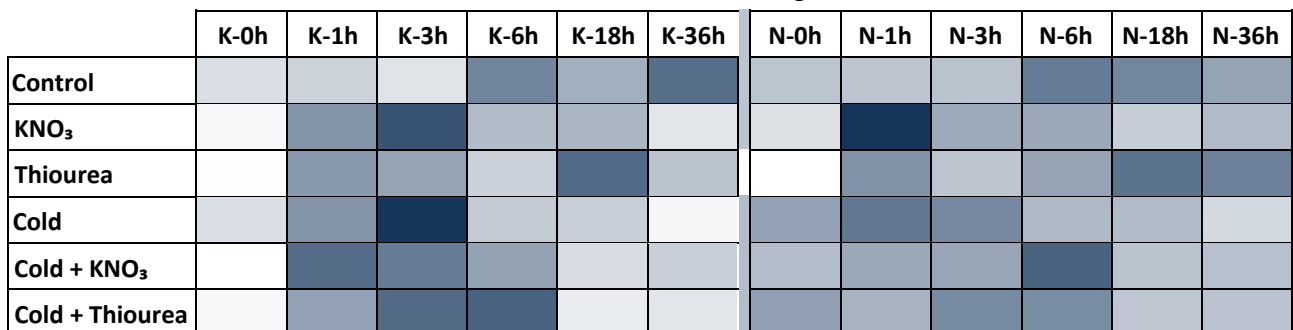 K-0h K-1h K-3h K-6h K-18h K-36h N-0h N-1h N-3h N-6h N-18h N-36h
Control
KNO₃
Thiourea
Cold
Cold + KNO₃
Cold + Thiourea